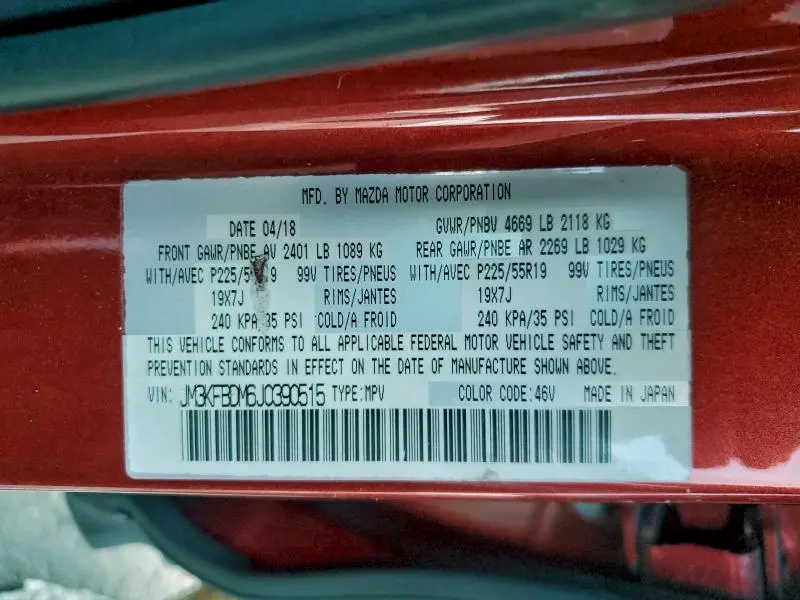 MFD. BY MAZDA MOTOR CORPORATION
DATE 04/18 GVWR/PNBV 4669 LB 2118 KG
FRONT GAWR/PNBE AV 2401 LB 1089 KG REAR GAWR/PNBE AR 2269 LB 1029 KG
WITH/AVEC 99V TIRES/PNEUS WITH/AVEC P225/55R19 99V TIRES/PNEUS
19X7J RIMS/JANTES 19X7J RIMS/JANTES
240 KPA/35 PSI COLD/A FROID 240 KPA/35 PSI COLD/A FROID
THIS VEHICLE CONFORMS TO ALL APPLICABLE FEDERAL MOTOR VEHICLE SAFETY AND THEFT
PREVENTION STANDARDS IN EFFECT ON THE DATE OF MANUFACTURE SHOWN ABOVE.
VIN: JM3KFBDM6J0390515 TYPE:MPV COLOR CODE:46V MADE IN JAPAN